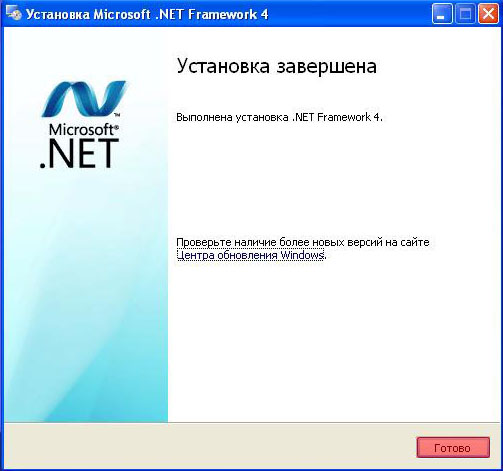 Установка Microsoft .NET Framework 4
Установка завершена
Microsoft®
.NET
Выполнена установка .NET Framework 4.
Проверьте наличие более новых версий на сайте
Центра обновления Windows.
Готово